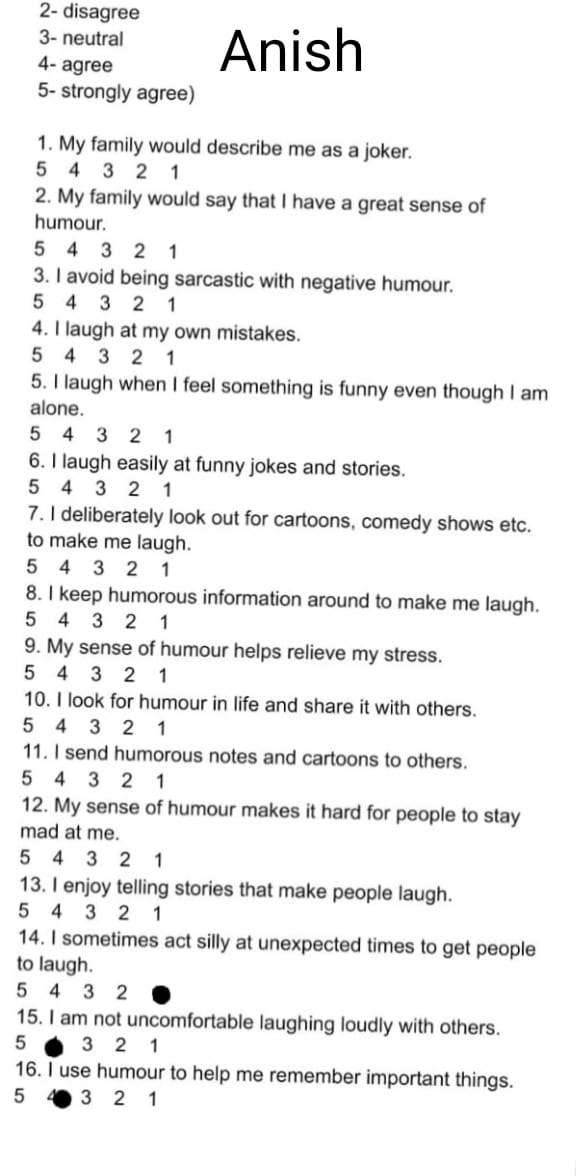 2- disagree
3- neutral
Anish
4- agree
5- strongly agree)
1. My family would describe me as a joker.
5 4 3 2 1
2. My family would say that I have a great sense of
humour.
5 4 3 2 1
3. I avoid being sarcastic with negative humour.
5 4 3 2 1
4. I laugh at my own mistakes.
5 4 3 2 1
5. I laugh when I feel something is funny even though I am
alone.
5 4 3 2 1
6. I laugh easily at funny jokes and stories.
5 4 3 2 1
7. I deliberately look out for cartoons, comedy shows etc.
to make me laugh.
5 4 3 2 1
8. I keep humorous information around to make me laugh.
5 4 3 2 1
9. My sense of humour helps relieve my stress.
5 4 3 2 1
10. I look for humour in life and share it with others.
5 4 3 2 1
11. I send humorous notes and cartoons to others.
5 4 3 2 1
12. My sense of humour makes it hard for people to stay
mad at me.
5 4 3 2 1
13. I enjoy telling stories that make people laugh.
5 4 3 2 1
14. I sometimes act silly at unexpected times to get people
to laugh.
5 4 3 2
15. I am not uncomfortable laughing loudly with others.
5 3 2 1
16. I use humour to help me remember important things.
5 4 3 2 1